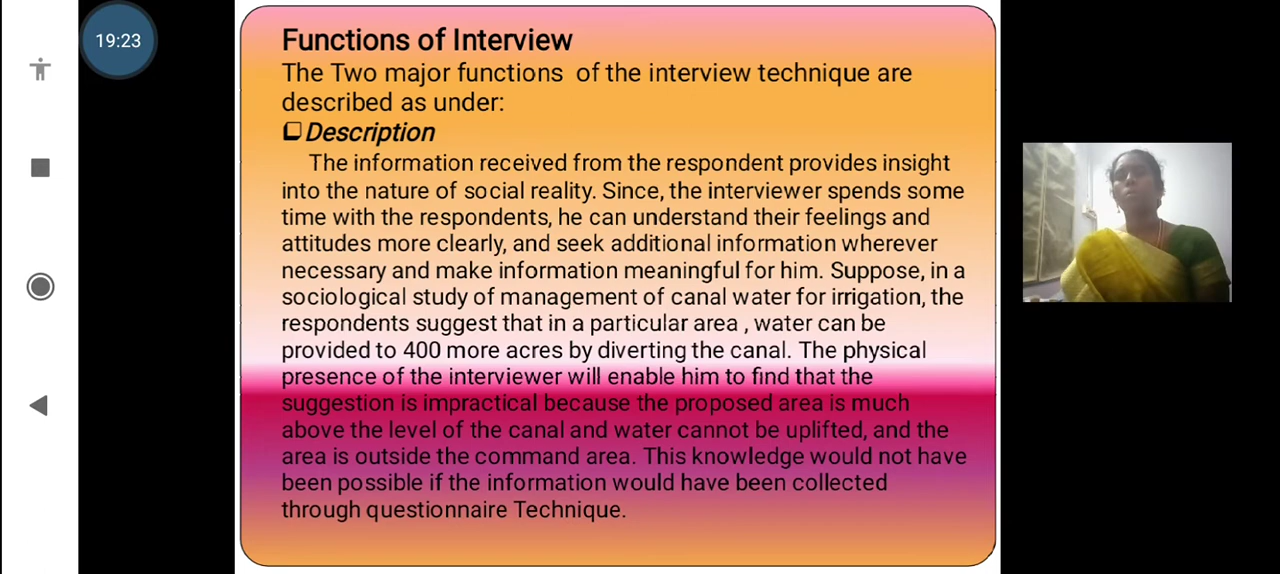 19:23
Functions of Interview
The Two major functions of the interview technique are
described as under:
Description
The information received from the respondent provides insight
into the nature of social reality. Since, the interviewer spends some
time with the respondents, he can understand their feelings and
attitudes more clearly, and seek additional information wherever
necessary and make information meaningful for him. Suppose, in a
sociological study of management of canal water for irrigation, the
respondents suggest that in a particular area , water can be
provided to 400 more acres by diverting the canal. The physical
presence of the interviewer will enable him to find that the
suggestion is impractical because the proposed area is much
above the level of the canal and water cannot be uplifted, and the
area is outside the command area. This knowledge would not have
been possible if the information would have been collected
through questionnaire Technique.